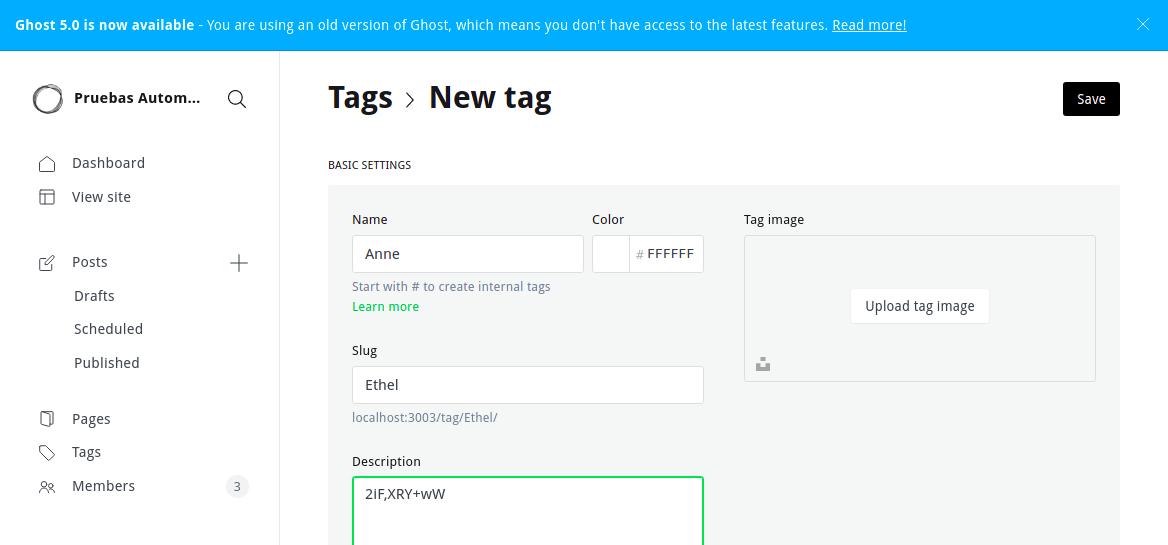 Ghost 5.0 is now available - You are using an old version of Ghost, which means you don't have access to the latest features. Read more!
Pruebas Autom...
Dashboard
View site
Posts
Drafts
Scheduled
Published
Pages
Tags
Members 3
Tags > New tag
Save
BASIC SETTINGS
Name
Anne
Color
# FFFFFF
Start with # to create internal tags
Learn more
Slug
Ethel
localhost:3003/tag/Ethel/
Description
2iF,XRY+wW
Tag image
Upload tag image